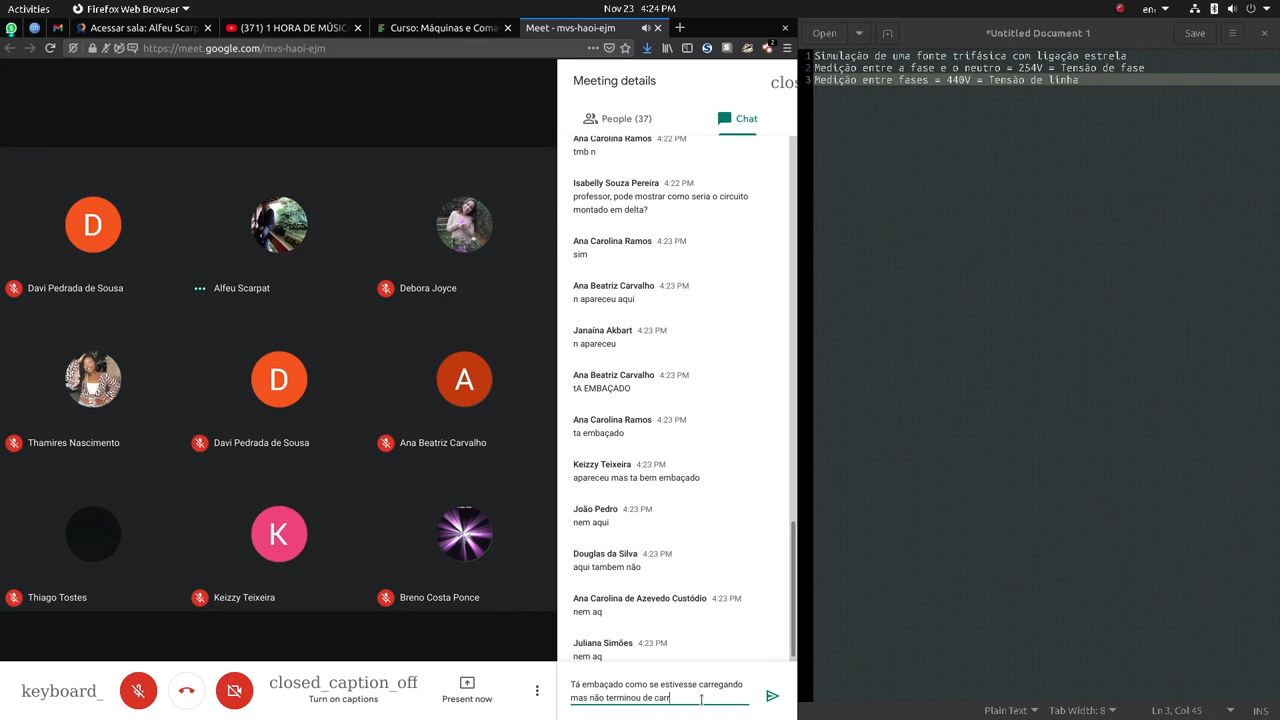 Activities
Firefox Web Browser
Nov 23 4:24 PM
en
Acessar sala: Alfeu Scarp
(371) 1 HORA DE MÚSIC
Curso: Máquinas e Coma
Meet - mvs-haoi-ejm
https://meet.google.com/mvs-haoi-ejm
2
Open
*Untitled Document 1
Save
1 Simulação de uma fonte trifásica com ligação estrela
2 Medição entre a fase e o neutro = 254V = Tensão de fase
3 Medição entre fases = 440V = Tensão de linha
Meeting details
clos
People (37)
Chat
Ana Carolina Ramos 4:22 PM
tmb n
Isabelly Souza Pereira 4:22 PM
professor, pode mostrar como seria o circuito
montado em delta?
Ana Carolina Ramos 4:23 PM
sim
Ana Beatriz Carvalho 4:23 PM
n apareceu aqui
Janaína Akbart 4:23 PM
n apareceu
Ana Beatriz Carvalho 4:23 PM
tA EMBAÇADO
Ana Carolina Ramos 4:23 PM
ta embaçado
Keizzy Teixeira 4:23 PM
apareceu mas ta bem embaçado
João Pedro 4:23 PM
nem aqui
Douglas da Silva 4:23 PM
aqui tambem não
Ana Carolina de Azevedo Custódio 4:23 PM
nem aq
Juliana Simões 4:23 PM
nem aq
Tá embaçado como se estivesse carregando
mas não terminou de carr
D
Davi Pedrada de Sousa
Alfeu Scarpat
Debora Joyce
Thamires Nascimento
D
Davi Pedrada de Sousa
A
Ana Beatriz Carvalho
Thiago Tostes
K
Keizzy Teixeira
Breno Costa Ponce
keyboard_
closed_caption_off
Turn on captions
Present now
Plain Text
Tab Width: 8
Ln 3, Col 45
INS